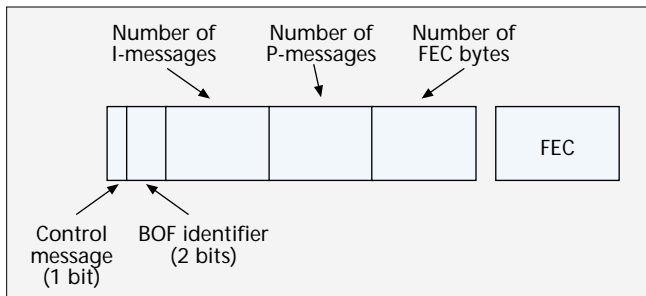 Number of
I-messages
Number of
P-messages
Number of
FEC bytes
FEC
Control
message
(1 bit)
BOF identifier
(2 bits)